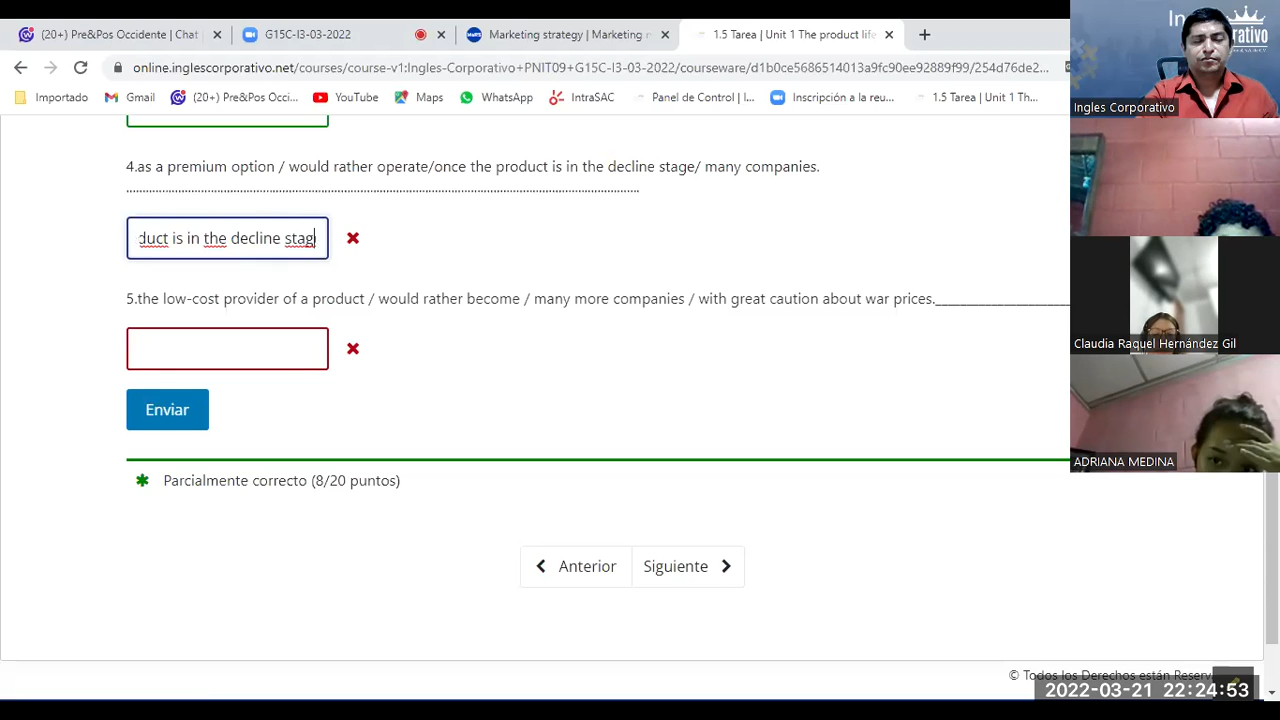 (20+) Pre&Pos Occidente | Chat
G15C-I3-03-2022
Marketing strategy | Marketing m
1.5 Tarea | Unit 1 The product life
online.inglescorporativo.net/courses/course-v1:Ingles-Corporativo+PNIT09+G15C-I3-03-2022/courseware/d1b0ce5686514013a9fc90ee92889f99/254d76de2...
Importado
Gmail
(20+) Pre&Pos Occi...
YouTube
Maps
WhatsApp
IntraSAC
Panel de Control | I...
Inscripción a la reu...
1.5 Tarea | Unit 1 Th...
4.as a premium option / would rather operate/once the product is in the decline stage/ many companies.
duct is in the decline stag
5.the low-cost provider of a product / would rather become / many more companies / with great caution about war prices.
Enviar
Parcialmente correcto (8/20 puntos)
Anterior
Siguiente
© Todos los Derechos están Reserv
2022-03-21 22:24:53
Ingles Corporativo
Claudia Raquel Hernández Gil
ADRIANA MEDINA